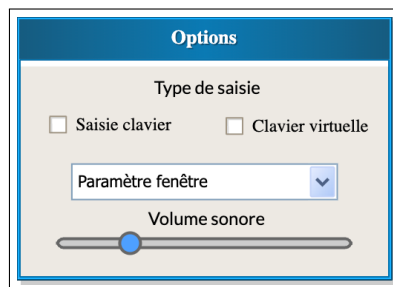 Options
Type de saisie
Saisie clavier Clavier virtuelle
Paramètre fenêtre
Volume sonore